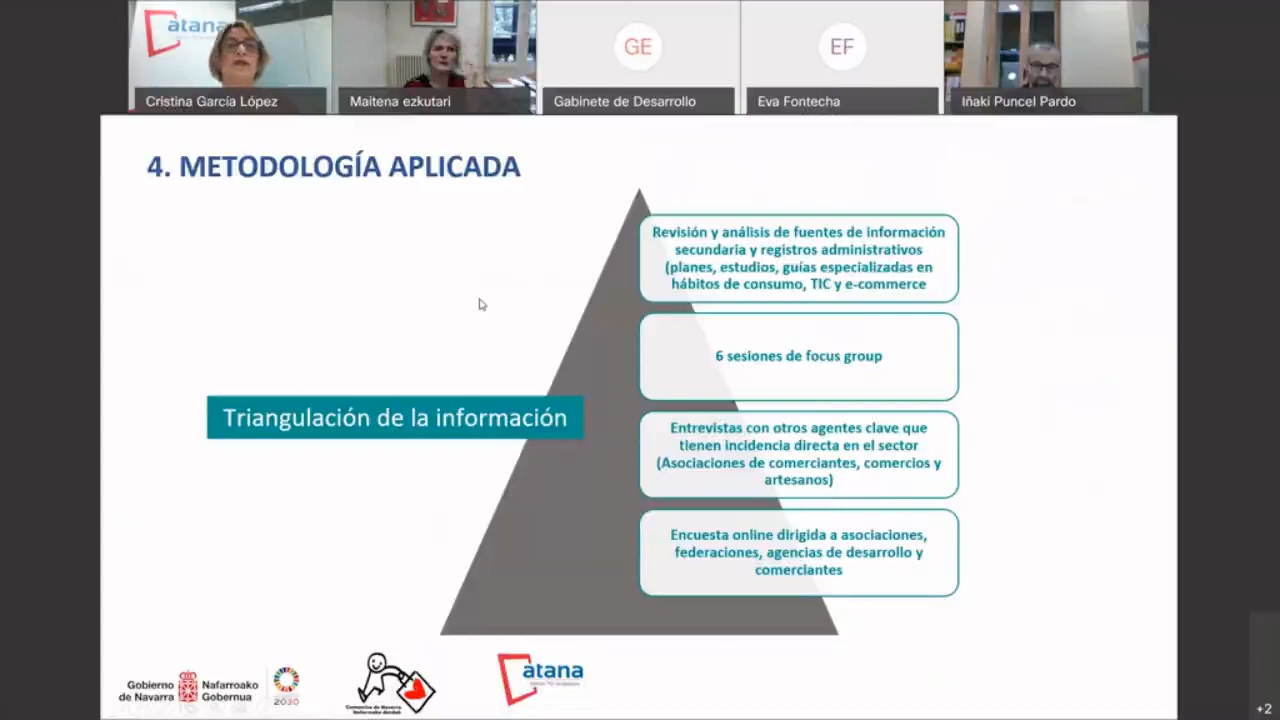 atana
GE
EF
Cristina García López
Maitena ezkutari
Gabinete de Desarrollo
Eva Fontecha
Iñaki Puncel Pardo
4. METODOLOGÍA APLICADA
Revisión y análisis de fuentes de información
secundaria y registros administrativos
(planes, estudios, guías especializadas en
hábitos de consumo, TIC y e-commerce
6 sesiones de focus group
Triangulación de la información
Entrevistas con otros agentes clave que
tienen incidencia directa en el sector
(Asociaciones de comerciantes, comercios y
artesanos)
Encuesta online dirigida a asociaciones,
federaciones, agencias de desarrollo y
comerciantes
Gobierno
de Navarra
Nafarroako
Gobernua
2030
Comercios de Navarra
atana
+2